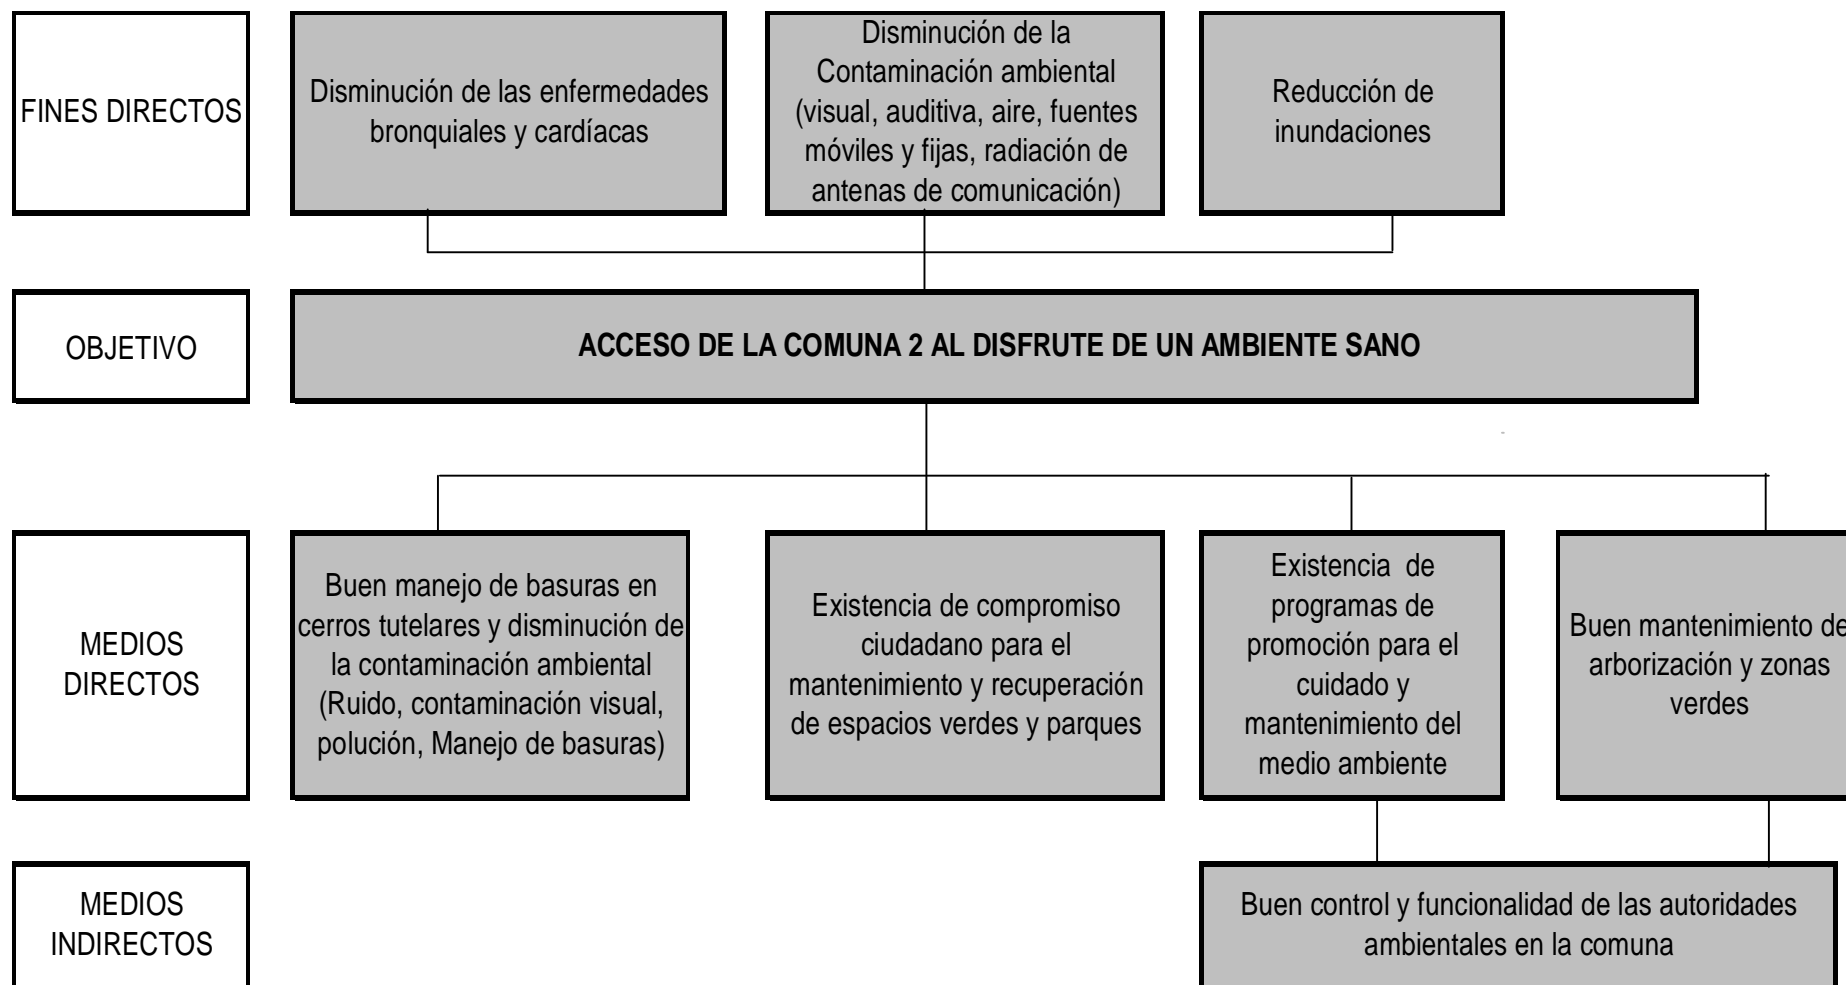 FINES DIRECTOS
Disminución de las enfermedades
bronquiales y cardíacas
Disminución de la
Contaminación ambiental
(visual, auditiva, aire, fuentes
móviles y fijas, radiación de
antenas de comunicación)
Reducción de
inundaciones
OBJETIVO
ACCESO DE LA COMUNA 2 AL DISFRUTE DE UN AMBIENTE SANO
MEDIOS
DIRECTOS
Buen manejo de basuras en
cerros tutelares y disminución de
la contaminación ambiental
(Ruido, contaminación visual,
polución, Manejo de basuras)
Existencia de compromiso
ciudadano para el
mantenimiento y recuperación
de espacios verdes y parques
Existencia de
programas de
promoción para el
cuidado y
mantenimiento del
medio ambiente
Buen mantenimiento de
arborización y zonas
verdes
MEDIOS
INDIRECTOS
Buen control y funcionalidad de las autoridades
ambientales en la comuna